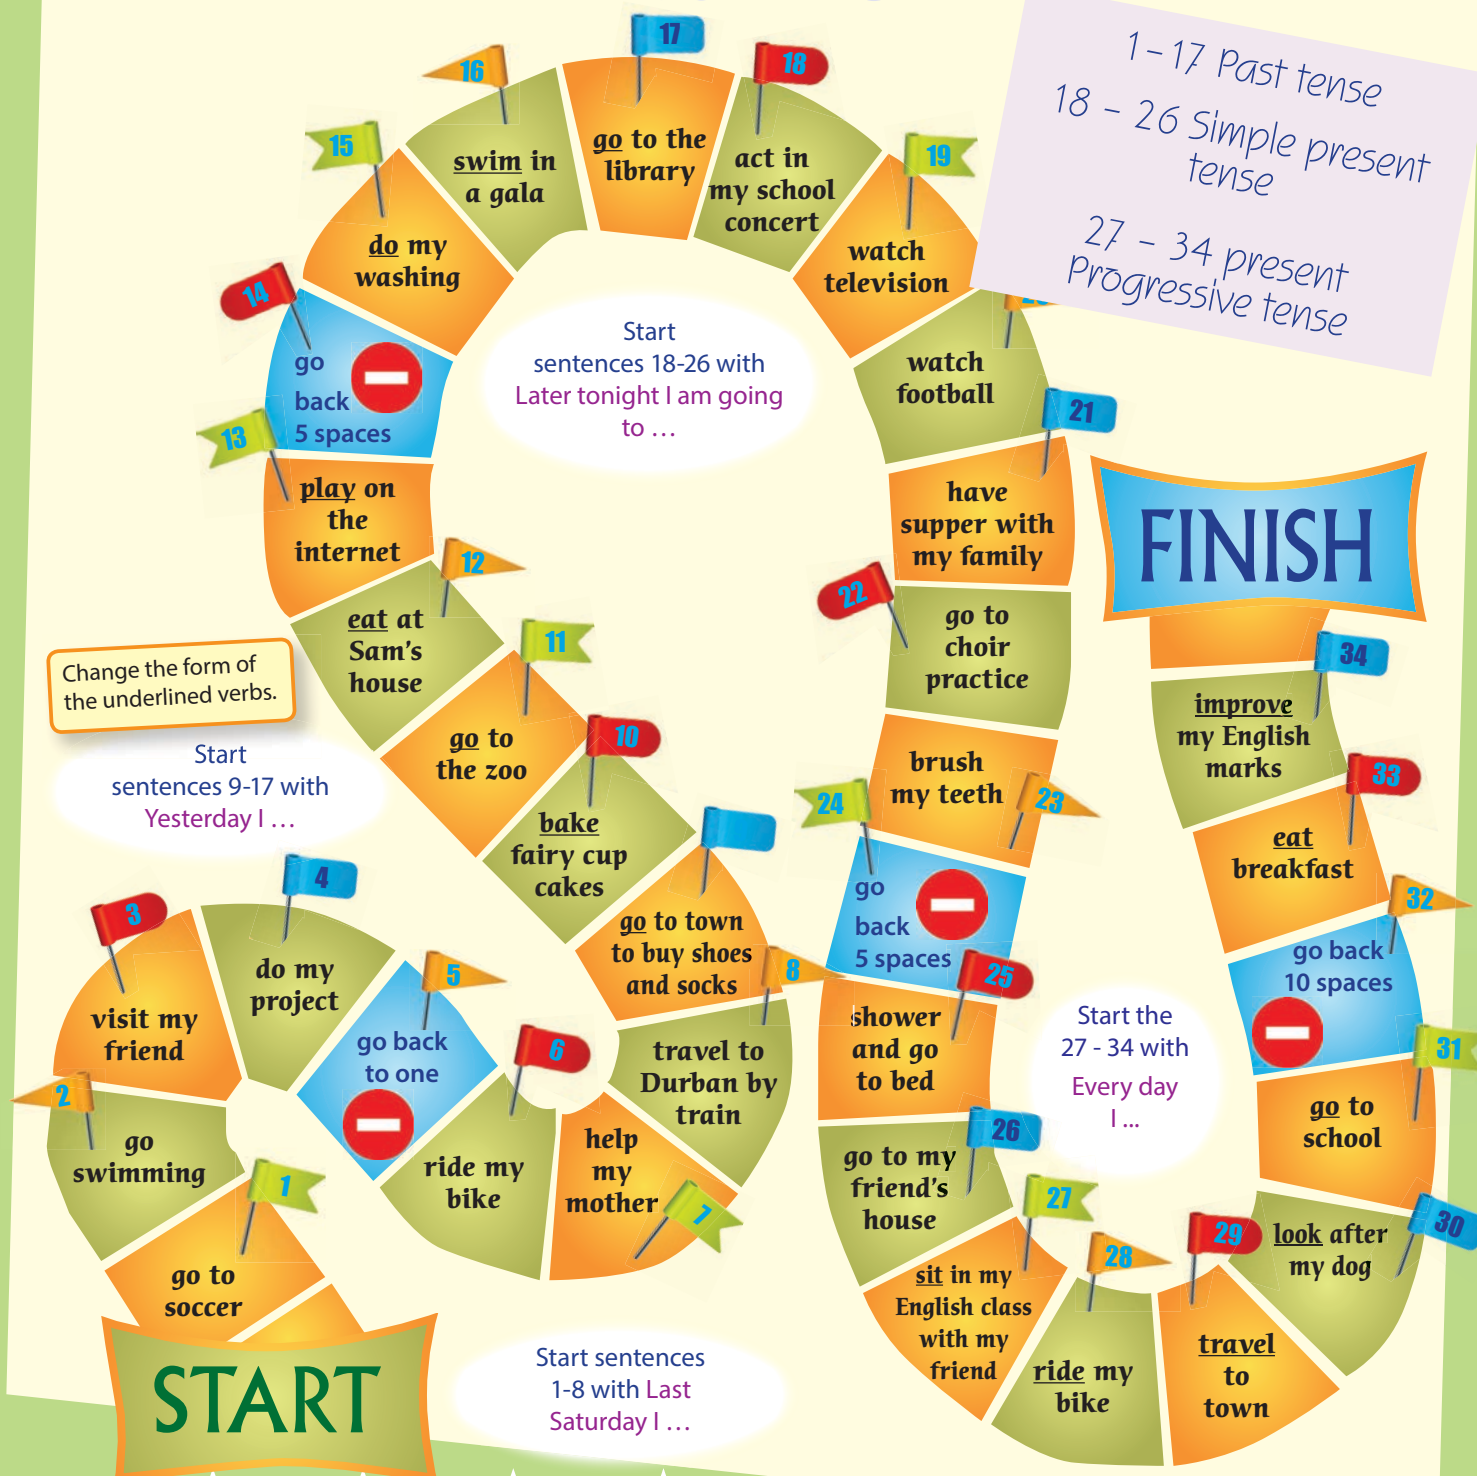 1 – 17 Past tense
18 – 26 Simple present
tense
27 – 34 present
Progressive tense
START
1
go to
soccer
2
go
swimming
3
visit my
friend
4
do my
project
5
go back
to one
6
ride my
bike
7
help
my
mother
8
travel to
Durban by
train
go to town
to buy shoes
and socks
10
bake
fairy cup
cakes
11
go to
the zoo
12
eat at
Sam's
house
13
play on
the
internet
14
go
back
5 spaces
15
do my
washing
16
swim in
a gala
17
go to the
library
18
act in
my school
concert
19
watch
television
watch
football
21
have
supper with
my family
22
go to
choir
practice
23
brush
my teeth
24
go
back
5 spaces
25
shower
and go
to bed
26
go to my
friend's
house
27
sit in my
English class
with my
friend
28
ride my
bike
29
travel
to
town
30
look after
my dog
31
go to
school
32
go back
10 spaces
33
eat
breakfast
34
improve
my English
marks
FINISH
Start
sentences 18-26 with
Later tonight I am going
to …
Change the form of
the underlined verbs.
Start
sentences 9-17 with
Yesterday I …
Start the
27 - 34 with
Every day
I ...
Start sentences
1-8 with Last
Saturday I …